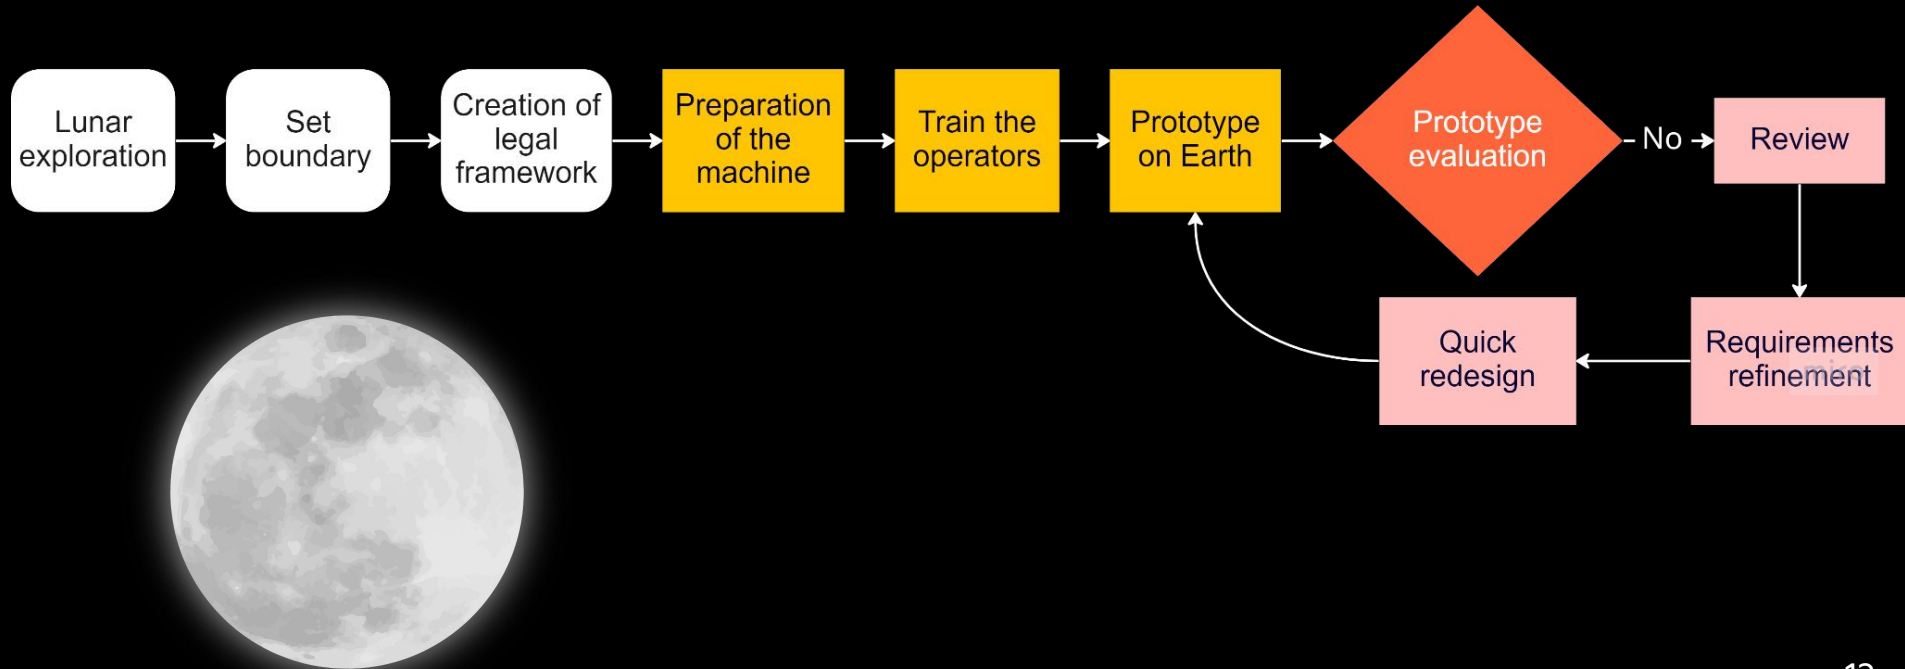 Lunar
exploration
Set
boundary
Creation of
legal
framework
Preparation
of the
machine
Train the
operators
Prototype
on Earth
Prototype
evaluation
No
Review
Requirements
refinement
miro
Quick
redesign